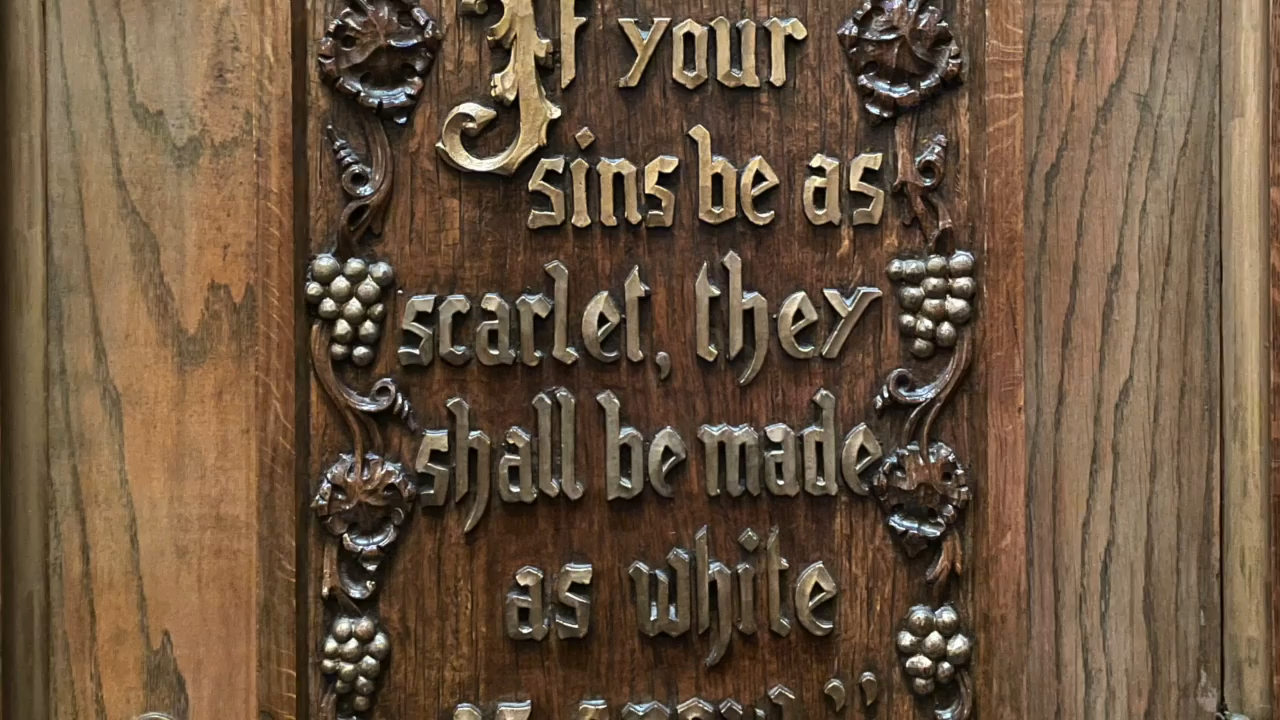 If your
sins be as
scarlet, they
shall be made
as white